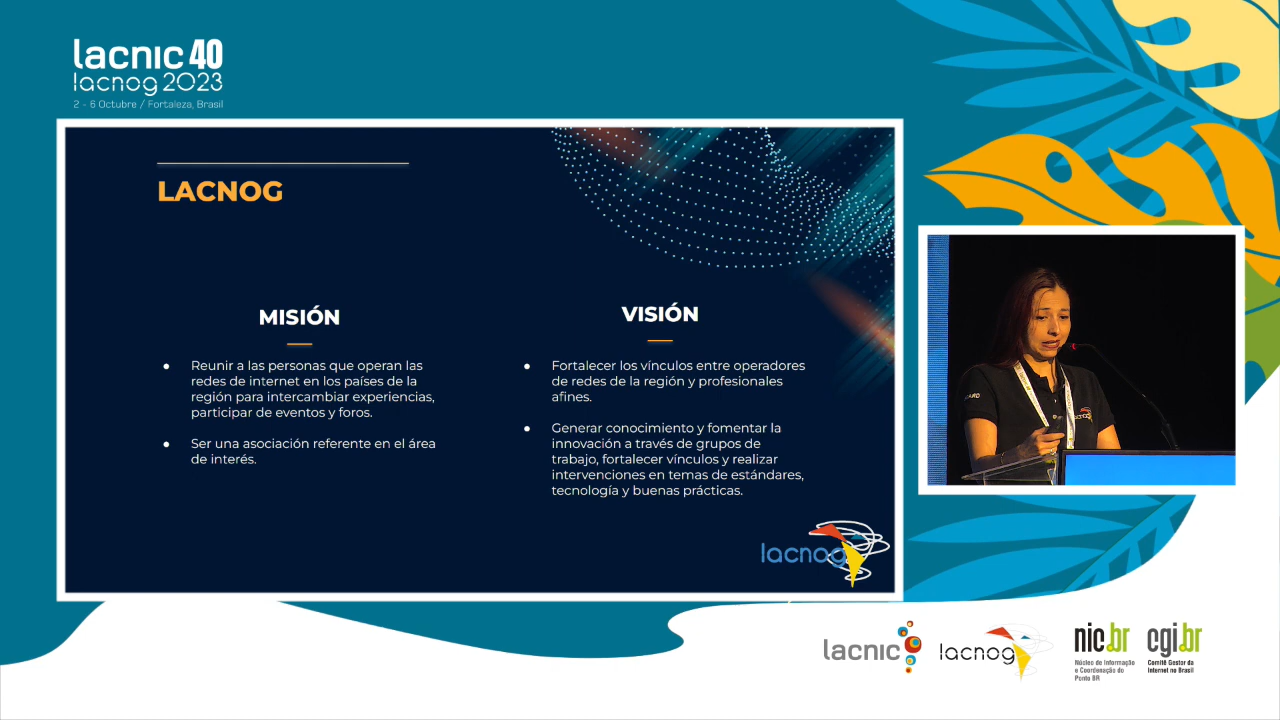 lacnic 40
lacnog 2023
2 - 6 Octubre / Fortaleza, Brasil
LACNOG
MISIÓN
● Reunir a las personas que operan las
redes de internet en los países de la
región para intercambiar experiencias,
participar de eventos y foros.
● Ser una asociación referente en el área
de interés.
VISIÓN
● Fortalecer los vínculos entre operadores
de redes de la región y profesionales
afines.
● Generar conocimiento y fomentar la
innovación a través de grupos de
trabajo, fortalecer vínculos y realizar
intervenciones en temas de estándares,
tecnología y buenas prácticas.
lacnog
lacnic
lacnog
nic.br
Núcleo de Informação
e Coordenação do
Ponto BR
cgi.br
Comitê Gestor da
Internet no Brasil